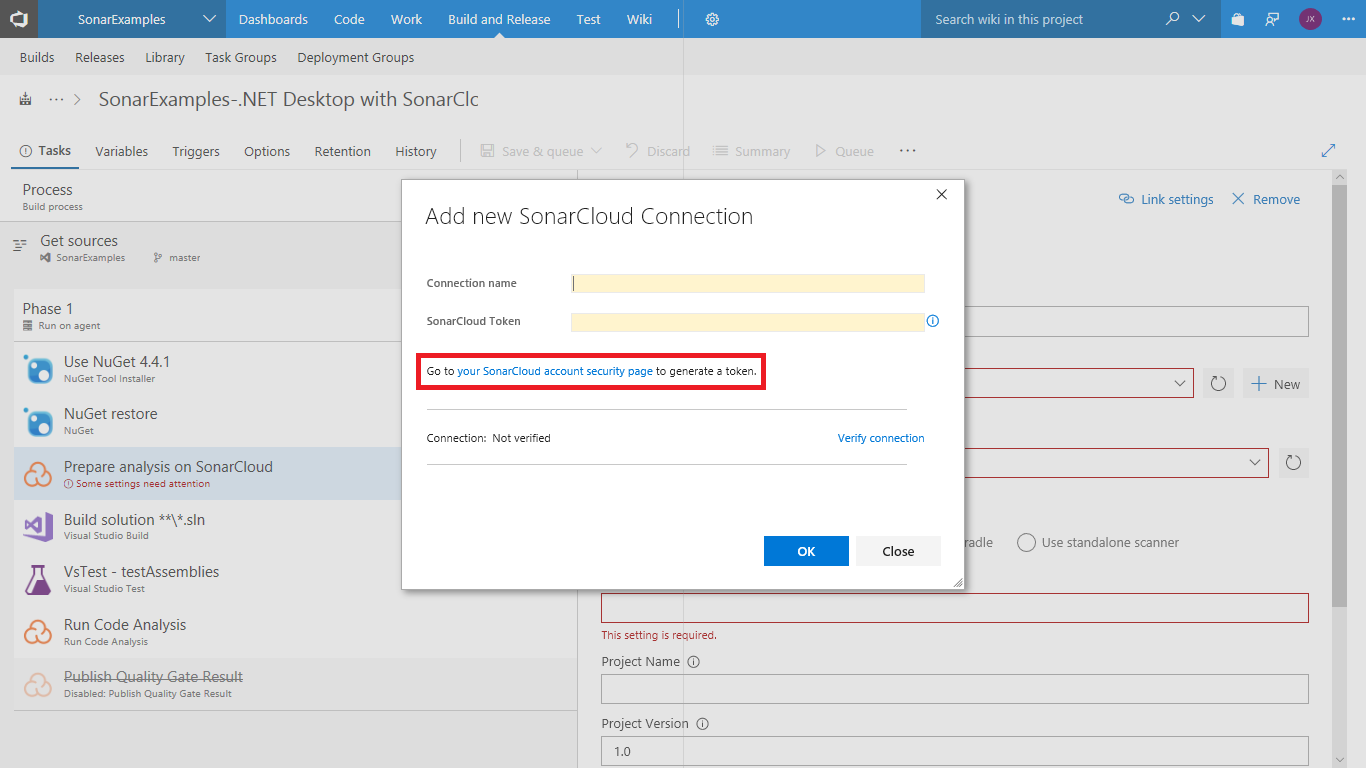 SonarExamples Dashboards Code Work Build and Release Test Wiki Search wiki in this project JX
Builds Releases Library Task Groups Deployment Groups
SonarExamples-.NET Desktop with SonarClc
Tasks Variables Triggers Options Retention History Save & queue Discard Summary Queue
Process
Build process
Link settings Remove
Get sources
SonarExamples master
Phase 1
Run on agent
Use NuGet 4.4.1
NuGet Tool Installer
NuGet restore
NuGet
Prepare analysis on SonarCloud
Some settings need attention
Build solution **\*.sln
Visual Studio Build
VsTest - testAssemblies
Visual Studio Test
Run Code Analysis
Run Code Analysis
Publish Quality Gate Result
Disabled: Publish Quality Gate Result
Add new SonarCloud Connection
Connection name
SonarCloud Token
Go to your SonarCloud account security page to generate a token.
Connection: Not verified Verify connection
OK Close
New
radle Use standalone scanner
This setting is required.
Project Name
Project Version
1.0